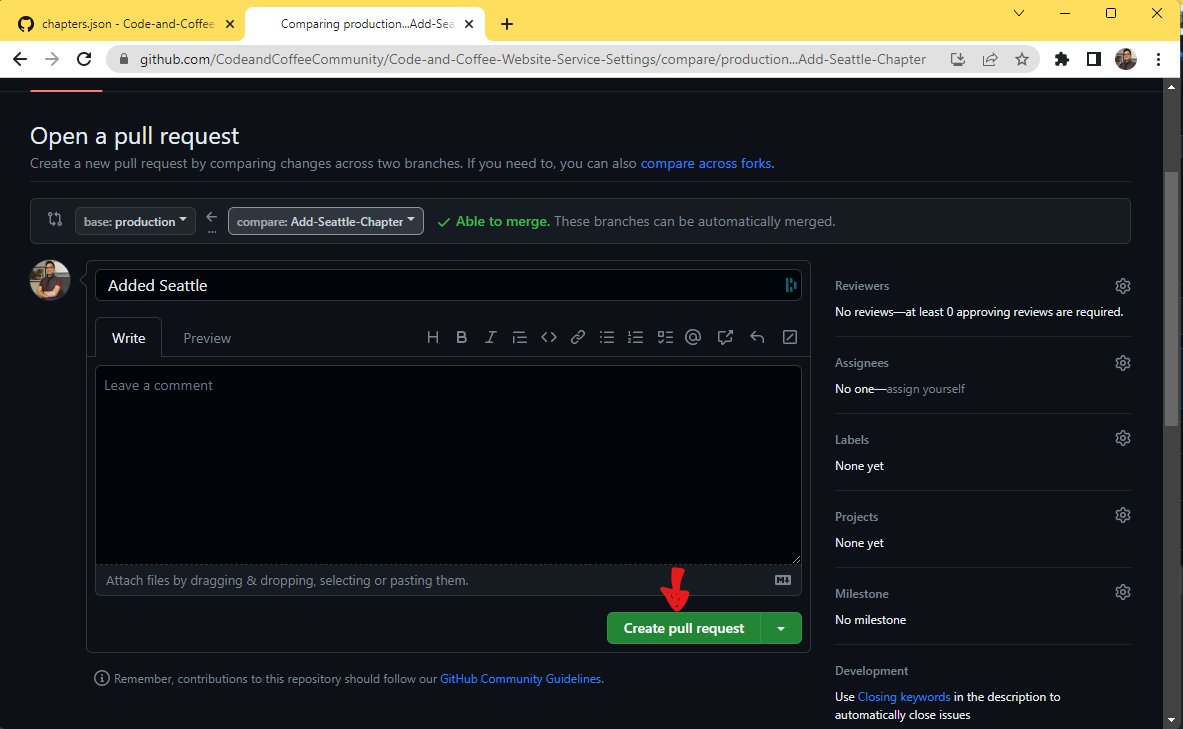 chapters.json - Code-and-Coffee
Comparing production...Add-Sea
github.com/CodeandCoffeeCommunity/Code-and-Coffee-Website-Service-Settings/compare/production...Add-Seattle-Chapter
Open a pull request
Create a new pull request by comparing changes across two branches. If you need to, you can also compare across forks.
base: production
...
compare: Add-Seattle-Chapter
Able to merge. These branches can be automatically merged.
Added Seattle
Write
Preview
Leave a comment
Attach files by dragging & dropping, selecting or pasting them.
Create pull request
Remember, contributions to this repository should follow our GitHub Community Guidelines.
Reviewers
No reviews—at least 0 approving reviews are required.
Assignees
No one—assign yourself
Labels
None yet
Projects
None yet
Milestone
No milestone
Development
Use Closing keywords in the description to
automatically close issues